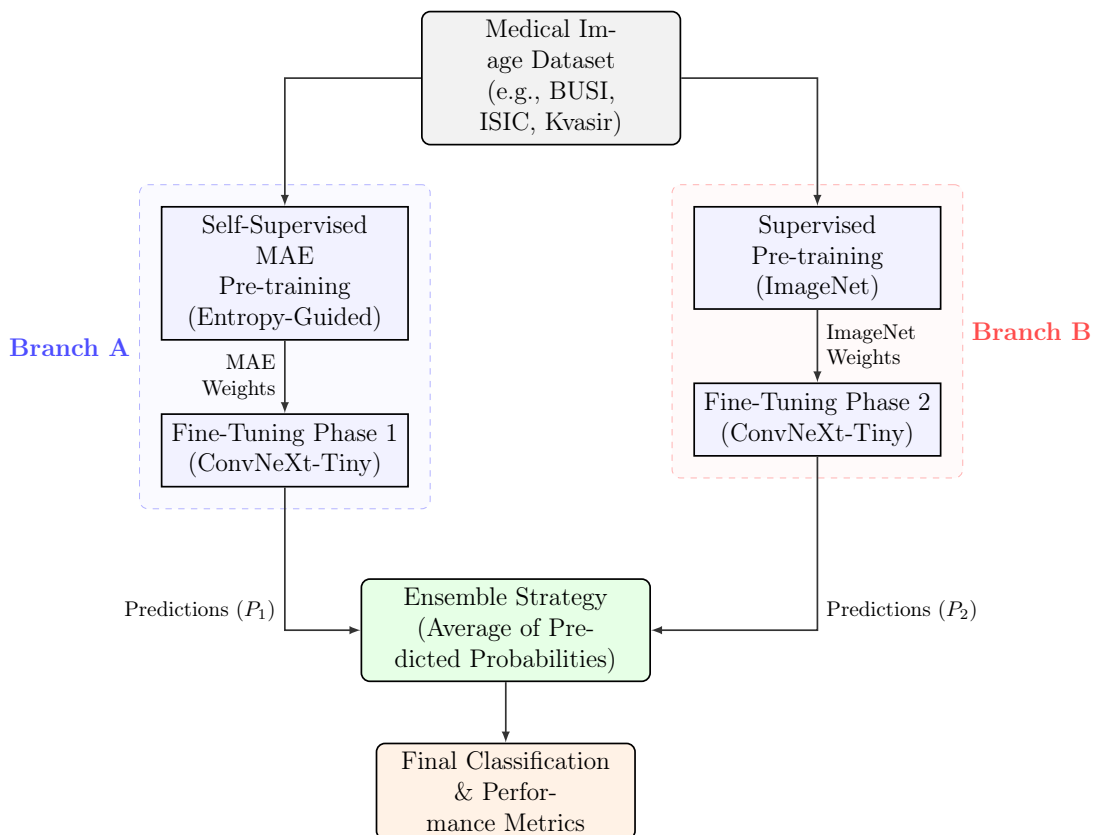 Medical Im-
age Dataset
(e.g., BUSI,
ISIC, Kvasir)
Self-Supervised
MAE
Pre-training
(Entropy-Guided)
Supervised
Pre-training
(ImageNet)
Branch A
MAE
Weights
ImageNet
Weights
Branch B
Fine-Tuning Phase 1
(ConvNeXt-Tiny)
Fine-Tuning Phase 2
(ConvNeXt-Tiny)
Predictions (P₁)
Ensemble Strategy
(Average of Pre-
dicted Probabilities)
Predictions (P₂)
Final Classification
& Perfor-
mance Metrics